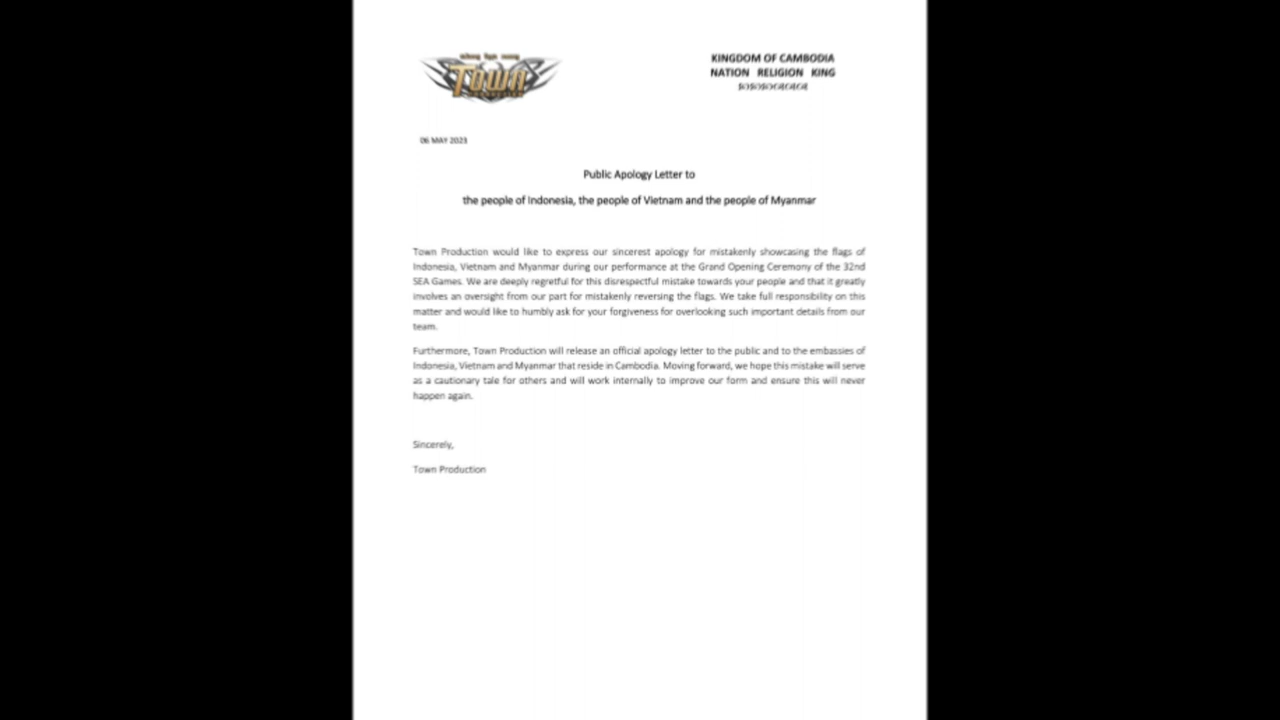 TOWN
KINGDOM OF CAMBODIA
NATION RELIGION KING
06 MAY 2023
Public Apology Letter to
the people of Indonesia, the people of Vietnam and the people of Myanmar
Town Production would like to express our sincerest apology for mistakenly showcasing the flags of
Indonesia, Vietnam and Myanmar during our performance at the Grand Opening Ceremony of the 32nd
SEA Games. We are deeply regretful for this disrespectful mistake towards your people and that it greatly
involves an oversight from our part for mistakenly reversing the flags. We take full responsibility on this
matter and would like to humbly ask for your forgiveness for overlooking such important details from our
team.
Furthermore, Town Production will release an official apology letter to the public and to the embassies of
Indonesia, Vietnam and Myanmar that reside in Cambodia. Moving forward, we hope this mistake will serve
as a cautionary tale for others and will work internally to improve our form and ensure this will never
happen again.
Sincerely,
Town Production